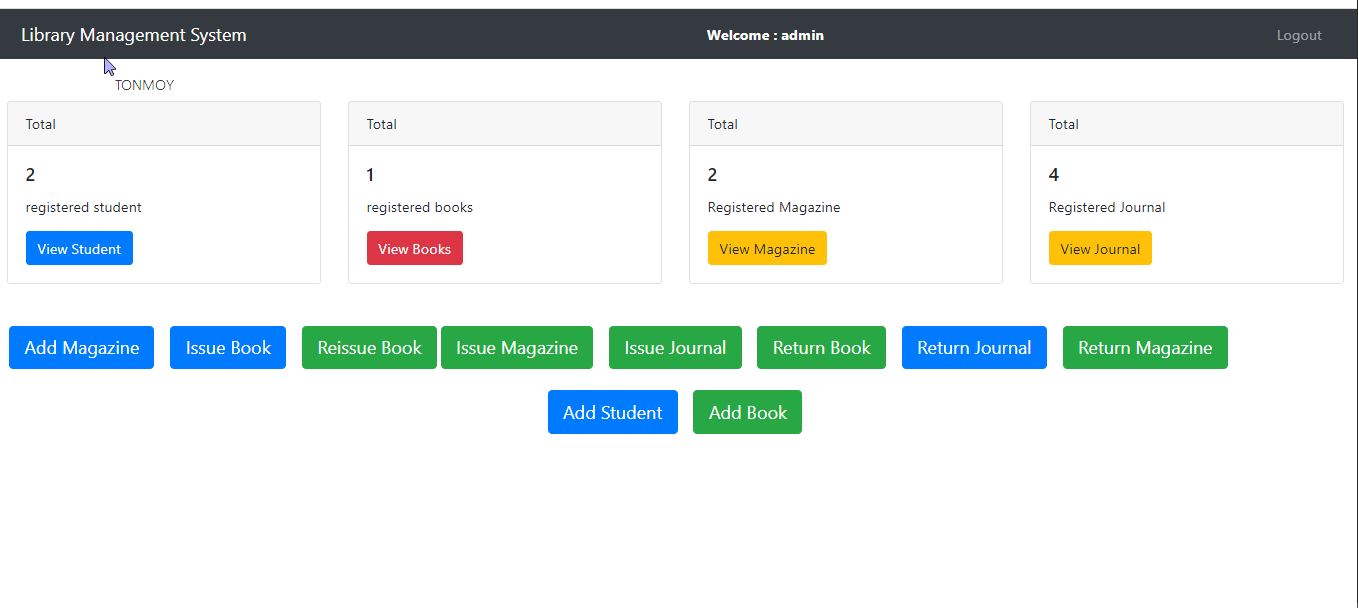 Library Management System Welcome : admin Logout
TONMOY
Total Total Total Total
2 1 2 4
registered student registered books Registered Magazine Registered Journal
View Student View Books View Magazine View Journal
Add Magazine Issue Book Reissue Book Issue Magazine Issue Journal Return Book Return Journal Return Magazine
Add Student Add Book